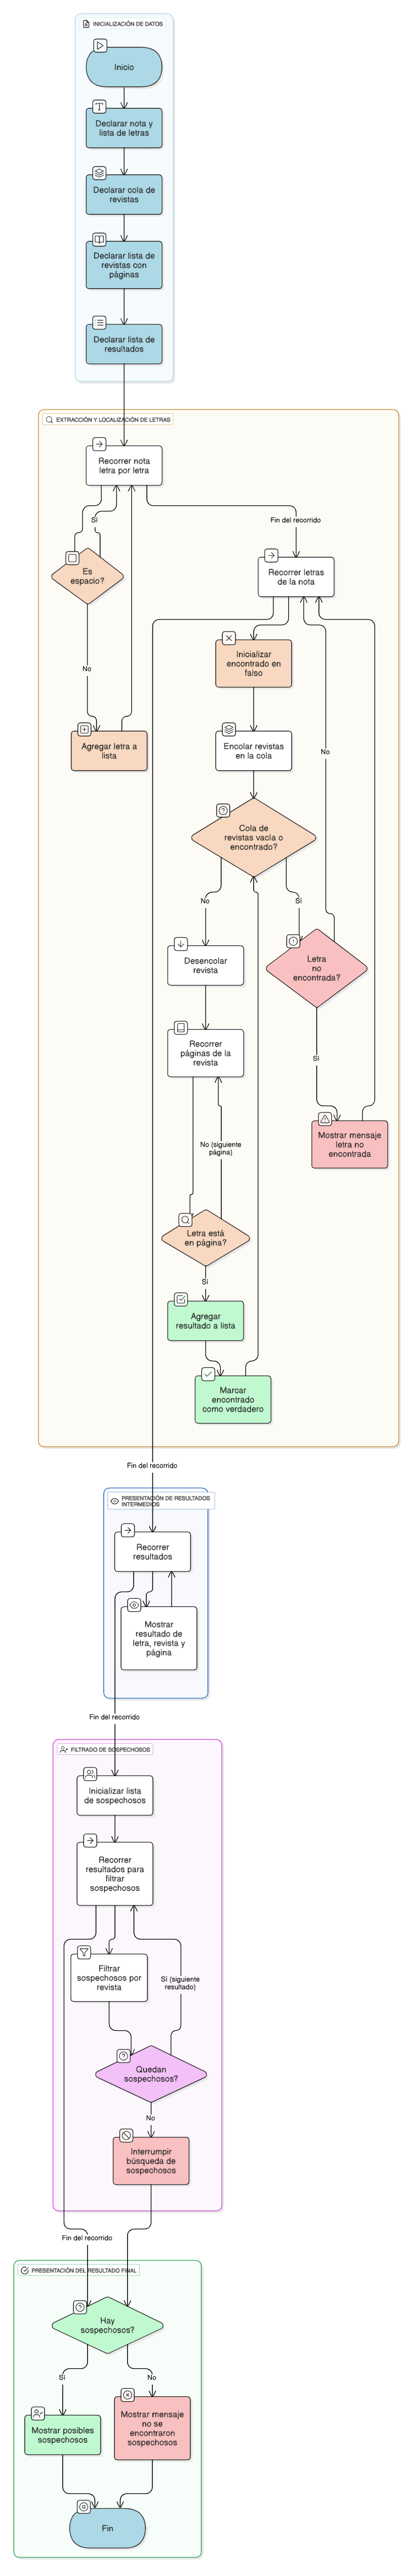 INICIALIZACIÓN DE DATOS
Inicio
Declarar nota y
lista de letras
Declarar cola de
revistas
Declarar lista de
revistas con
páginas
Declarar lista de
resultados
EXTRACCIÓN Y LOCALIZACIÓN DE LETRAS
Recorrer nota
letra por letra
Sí
Fin del recorrido
Es
espacio?
Recorrer letras
de la nota
No
Inicializar
encontrado en
falso
Agregar letra a
lista
Encolar revistas
en la cola
No
Cola de
revistas vacía o
encontrado?
No
Sí
Desencolar
revista
Letra
no
encontrada?
Recorrer
páginas de la
revista
Sí
Mostrar mensaje
letra no
encontrada
No (siguiente
página)
Letra está
en página?
Sí
Agregar
resultado a lista
Marcar
encontrado
como verdadero
Fin del recorrido
PRESENTACIÓN DE RESULTADOS
INTERMEDIOS
Recorrer
resultados
Mostrar
resultado de
letra, revista y
página
Fin del recorrido
FILTRADO DE SOSPECHOSOS
Inicializar lista
de sospechosos
Recorrer
resultados para
filtrar
sospechosos
Filtrar
sospechosos por
revista
Sí (siguiente
resultado)
Quedan
sospechosos?
No
Interrumpir
búsqueda de
sospechosos
Fin del recorrido
PRESENTACIÓN DEL RESULTADO FINAL
Hay
sospechosos?
Sí
No
Mostrar posibles
sospechosos
Mostrar mensaje
no se
encontraron
sospechosos
Fin